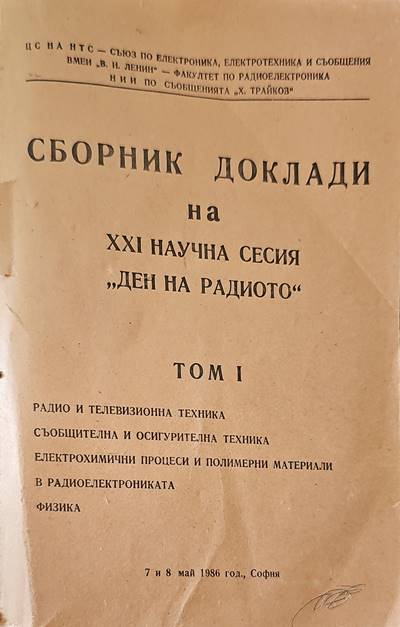 ЦС НА НТС — СЪЮЗ ПО ЕЛЕКТРОНИКА, ЕЛЕКТРОТЕХНИКА И СЪОБЩЕНИЯ
ВМЕИ „В. И. ЛЕНИН" — ФАКУЛТЕТ ПО РАДИОЕЛЕКТРОНИКА
НИИ ПО СЪОБЩЕНИЯТА „Х. ТРАЙКОВ"
СБОРНИК ДОКЛАДИ
на
XXI НАУЧНА СЕСИЯ
„ДЕН НА РАДИОТО"
ТОМ I
РАДИО И ТЕЛЕВИЗИОННА ТЕХНИКА
СЪОБЩИТЕЛНА И ОСИГУРИТЕЛНА ТЕХНИКА
ЕЛЕКТРОХИМИЧНИ ПРОЦЕСИ И ПОЛИМЕРНИ МАТЕРИАЛИ
В РАДИОЕЛЕКТРОНИКАТА
ФИЗИКА
7 и 8 май 1986 год., София